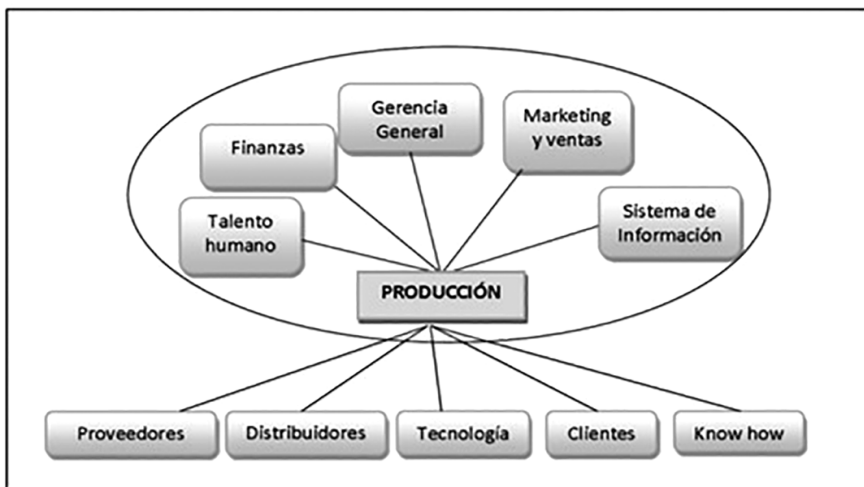 Gerencia
General
Marketing
y ventas
Finanzas
Talento
humano
Sistema de
Información
PRODUCCIÓN
Proveedores
Distribuidores
Tecnología
Clientes
Know how